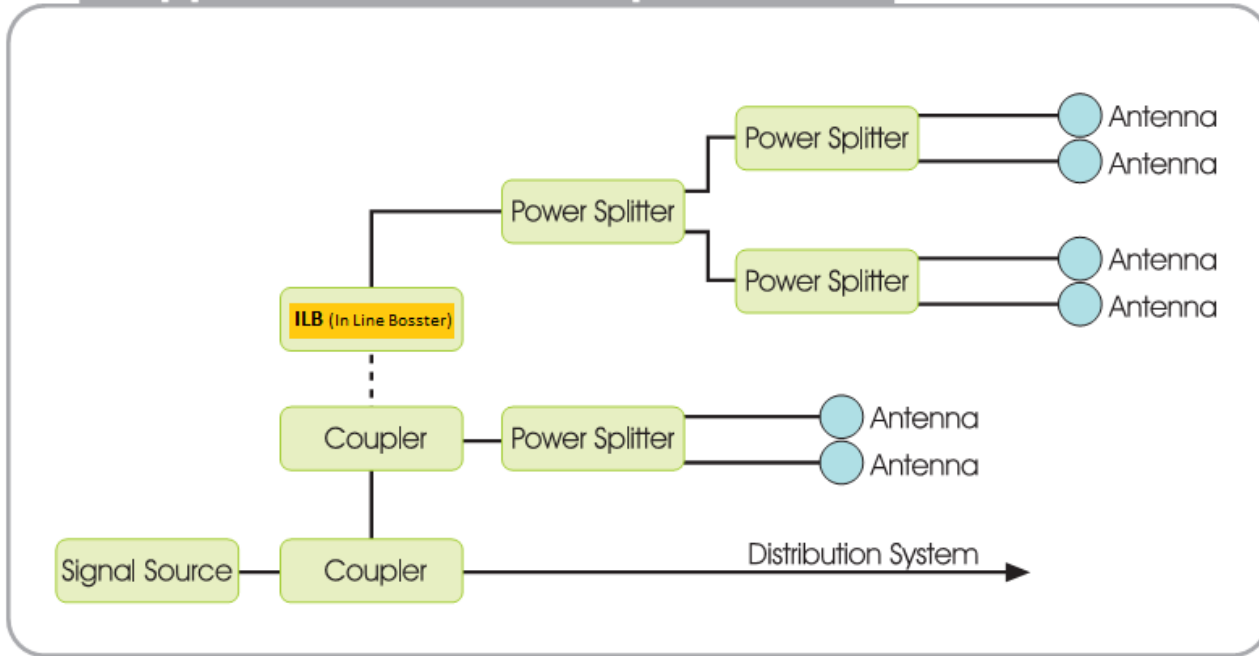 Power Splitter
Antenna
Antenna
Power Splitter
Power Splitter
Antenna
Antenna
ILB (In Line Bosster)
Coupler
Power Splitter
Antenna
Antenna
Signal Source
Coupler
Distribution System